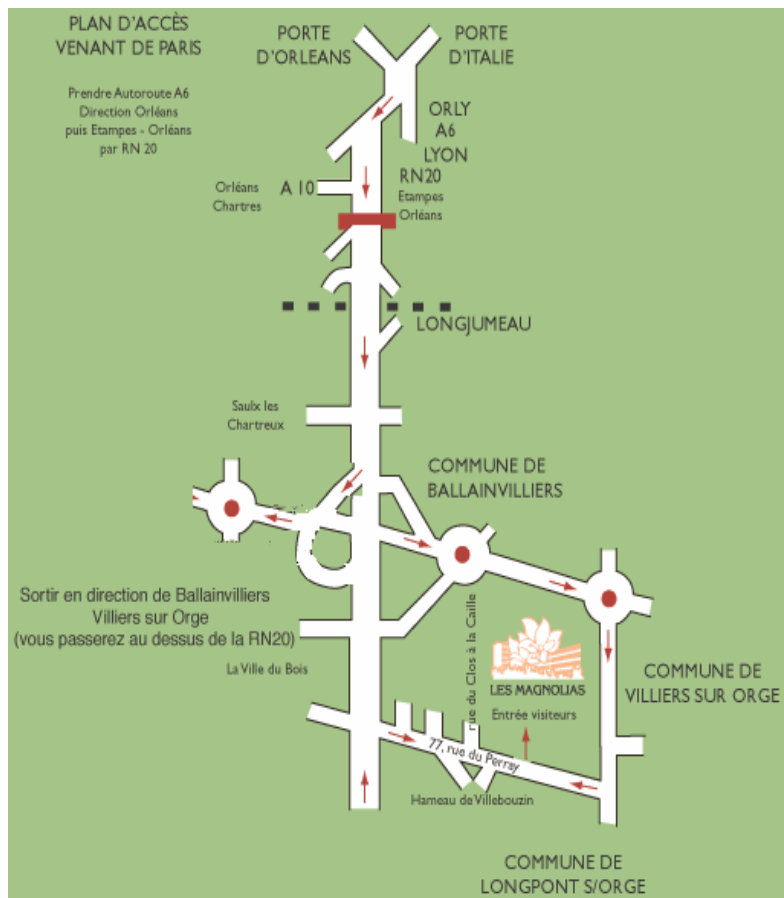 PLAN D'ACCÈS
VENANT DE PARIS
Prendre Autoroute A6
Direction Orléans
puis Etampes - Orléans
par RN 20
PORTE
D'ORLEANS
PORTE
D'ITALIE
ORLY
A6
LYON
RN20
Etampes
Orléans
Orléans
Chartres
A 10
LONGJUMEAU
Saulx les
Chartreux
COMMUNE DE
BALLAINVILLIERS
Sortir en direction de Ballainvilliers
Villiers sur Orge
(vous passerez au dessus de la RN20)
La Ville du Bois
rue du Clos à la Caille
LES MAGNOLIAS
Entrée visiteurs
COMMUNE DE
VILLIERS SUR ORGE
77, rue du Perray
Hameau de Villebouzin
COMMUNE DE
LONGPONT S/ORGE